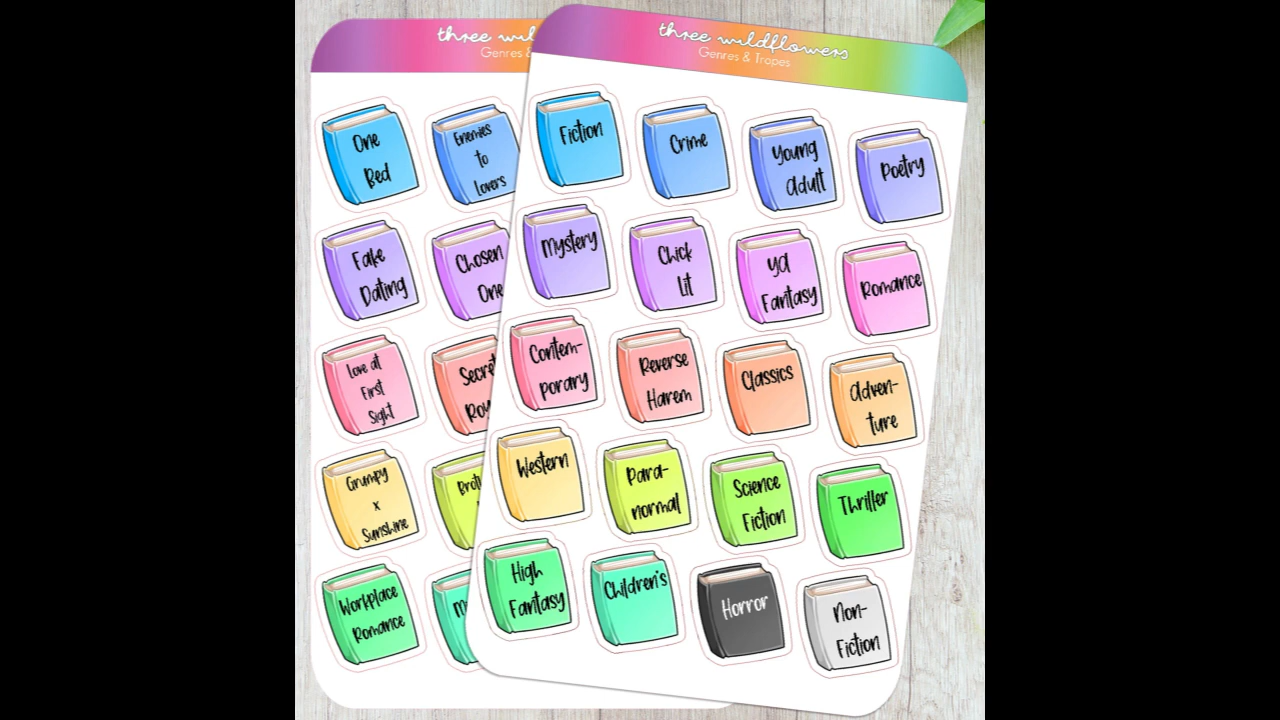 three wil
Genres &
One
Bed
Enemies
to
Lovers
Fake
Dating
Chosen
One
Love at
First
Sight
Secret
Grumpy
x
Sunshine
Workplace
Romance
three wildflowers
Genres & Tropes
Fiction
Crime
Young
Adult
Poetry
Mystery
Chick
Lit
YA
Fantasy
Romance
Contem-
porary
Reverse
Harem
Classics
Adven-
ture
Western
Para-
normal
Science
Fiction
Thriller
High
Fantasy
Children's
Horror
Non-
Fiction